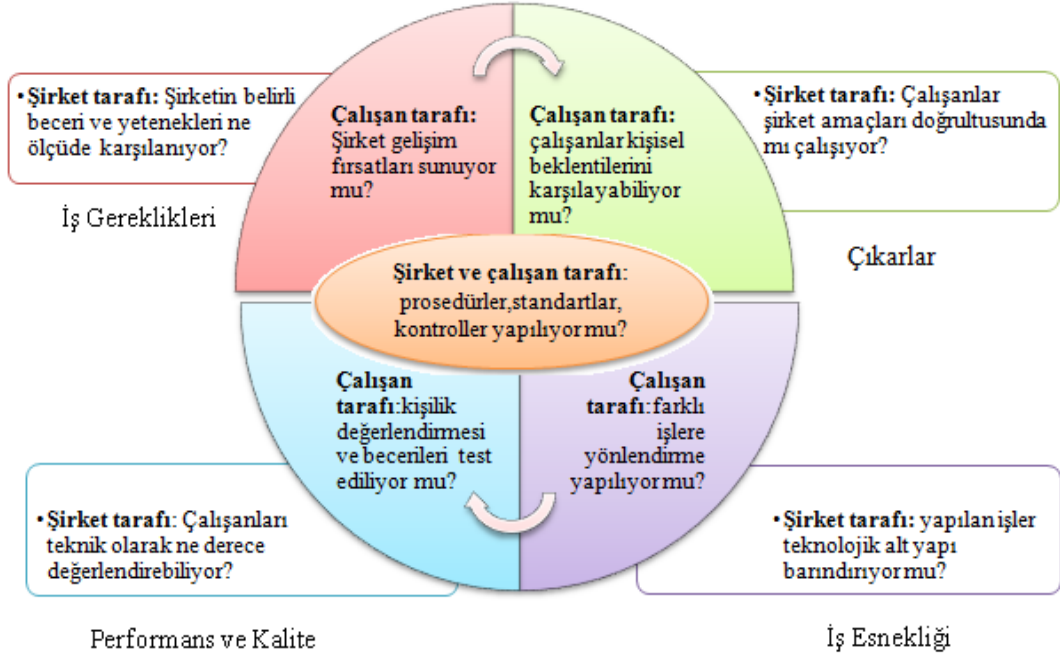 •Şirket tarafı: Şirketin belirli
beceri ve yetenekleri ne
ölçüde karşılanıyor?
İş Gereklikleri
Çalışan tarafı:
Şirket gelişim
fırsatları sunuyor
mu?
Çalışan tarafı:
çalışanlar kişisel
beklentilerini
karşılayabiliyor
mu?
•Şirket tarafı: Çalışanlar
şirket amaçları doğrultusunda
mı çalışıyor?
Çıkarlar
Şirket ve çalışan tarafı:
prosedürler,standartlar,
kontroller yapılıyor mu?
Çalışan
tarafı:kişilik
değerlendirmesi
ve becerileri test
ediliyor mu?
Çalışan
tarafı:farklı
işlere
yönlendirme
yapılıyor mu?
•Şirket tarafı: Çalışanları
teknik olarak ne derece
değerlendirebiliyor?
Performans ve Kalite
•Şirket tarafı: yapılan işler
teknolojik alt yapı
barındırıyor mu?
İş Esnekliği